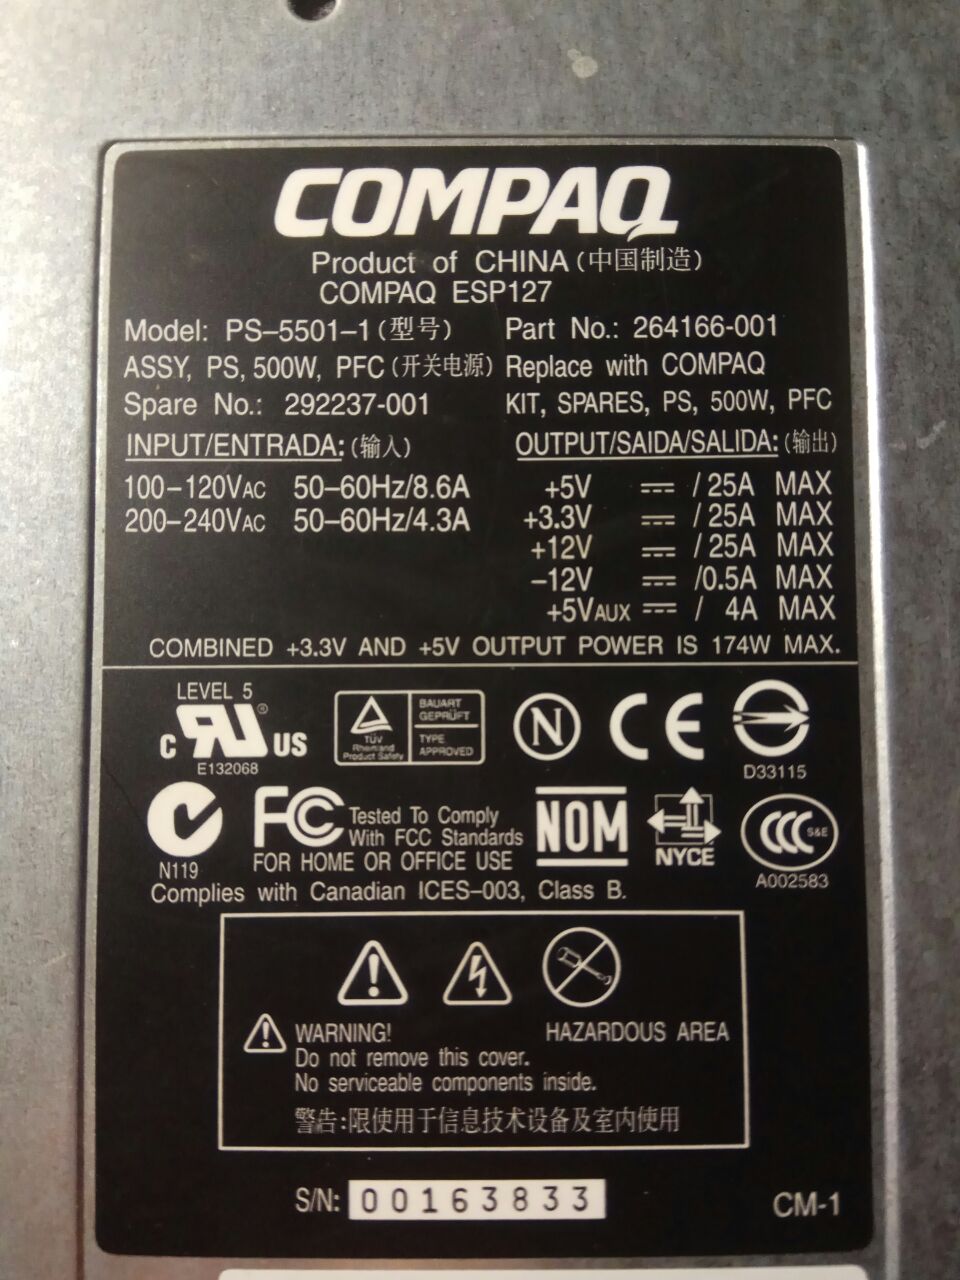 COMPAQ
Product of CHINA (中国制造)
COMPAQ ESP127
Model: PS-5501-1 (型号) Part No.: 264166-001
ASSY, PS, 500W, PFC (开关电源) Replace with COMPAQ
Spare No.: 292237-001 KIT, SPARES, PS, 500W, PFC
INPUT/ENTRADA: (输入) OUTPUT/SAIDA/SALIDA: (输出)
100-120VAC 50-60Hz/8.6A +5V / 25A MAX
200-240VAC 50-60Hz/4.3A +3.3V / 25A MAX
+12V / 25A MAX
-12V /0.5A MAX
+5VAUX / 4A MAX
COMBINED +3.3V AND +5V OUTPUT POWER IS 174W MAX.
LEVEL 5
c RU ® US
E132068
TÜV
Rheinland
Product Safety
BAUART
GEPRÜFT
TYPE
APPROVED
N
CE
D33115
N119
FC Tested To Comply
With FCC Standards
FOR HOME OR OFFICE USE
NOM
NYCE
CCC S&E
A002583
Complies with Canadian ICES-003, Class B.
WARNING! HAZARDOUS AREA
Do not remove this cover.
No serviceable components inside.
警告:限使用于信息技术设备及室内使用
S/N: 00163833
CM-1